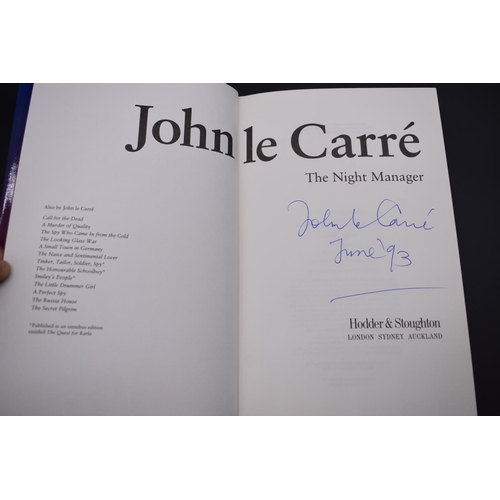 John le Carré
Also by John le Carré
Call for the Dead
A Murder of Quality
The Spy Who Came In from the Cold
The Looking Glass War
A Small Town in Germany
The Naive and Sentimental Lover
Tinker, Tailor, Soldier, Spy*
The Honourable Schoolboy*
Smiley's People*
The Little Drummer Girl
A Perfect Spy
The Russia House
The Secret Pilgrim
*Published in an omnibus edition
entitled The Quest for Karla
The Night Manager
John le Carré
June '93
Hodder & Stoughton
LONDON SYDNEY AUCKLAND